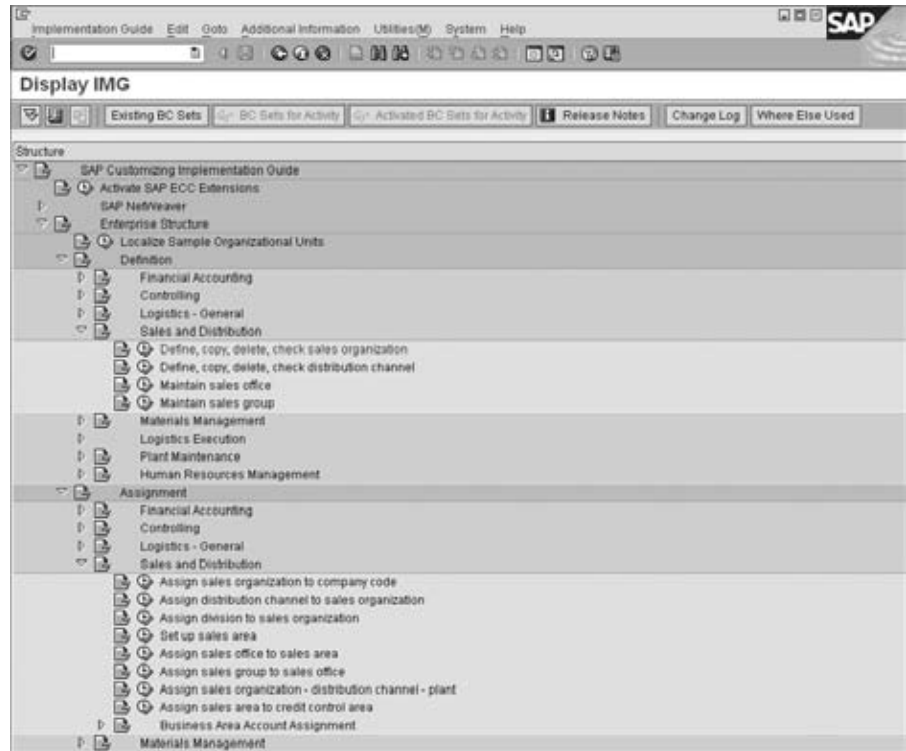 Implementation Guide Edit Goto Additional Information Utilities(M) System Help
SAP
Display IMG
Existing BC Sets BC Sets for Activity Activated BC Sets for Activity Release Notes Change Log Where Else Used
Structure
SAP Customizing Implementation Guide
Activate SAP ECC Extensions
SAP NetWeaver
Enterprise Structure
Localize Sample Organizational Units
Definition
Financial Accounting
Controlling
Logistics - General
Sales and Distribution
Define, copy, delete, check sales organization
Define, copy, delete, check distribution channel
Maintain sales office
Maintain sales group
Materials Management
Logistics Execution
Plant Maintenance
Human Resources Management
Assignment
Financial Accounting
Controlling
Logistics - General
Sales and Distribution
Assign sales organization to company code
Assign distribution channel to sales organization
Assign division to sales organization
Set up sales area
Assign sales office to sales area
Assign sales group to sales office
Assign sales organization - distribution channel - plant
Assign sales area to credit control area
Business Area Account Assignment
Materials Management